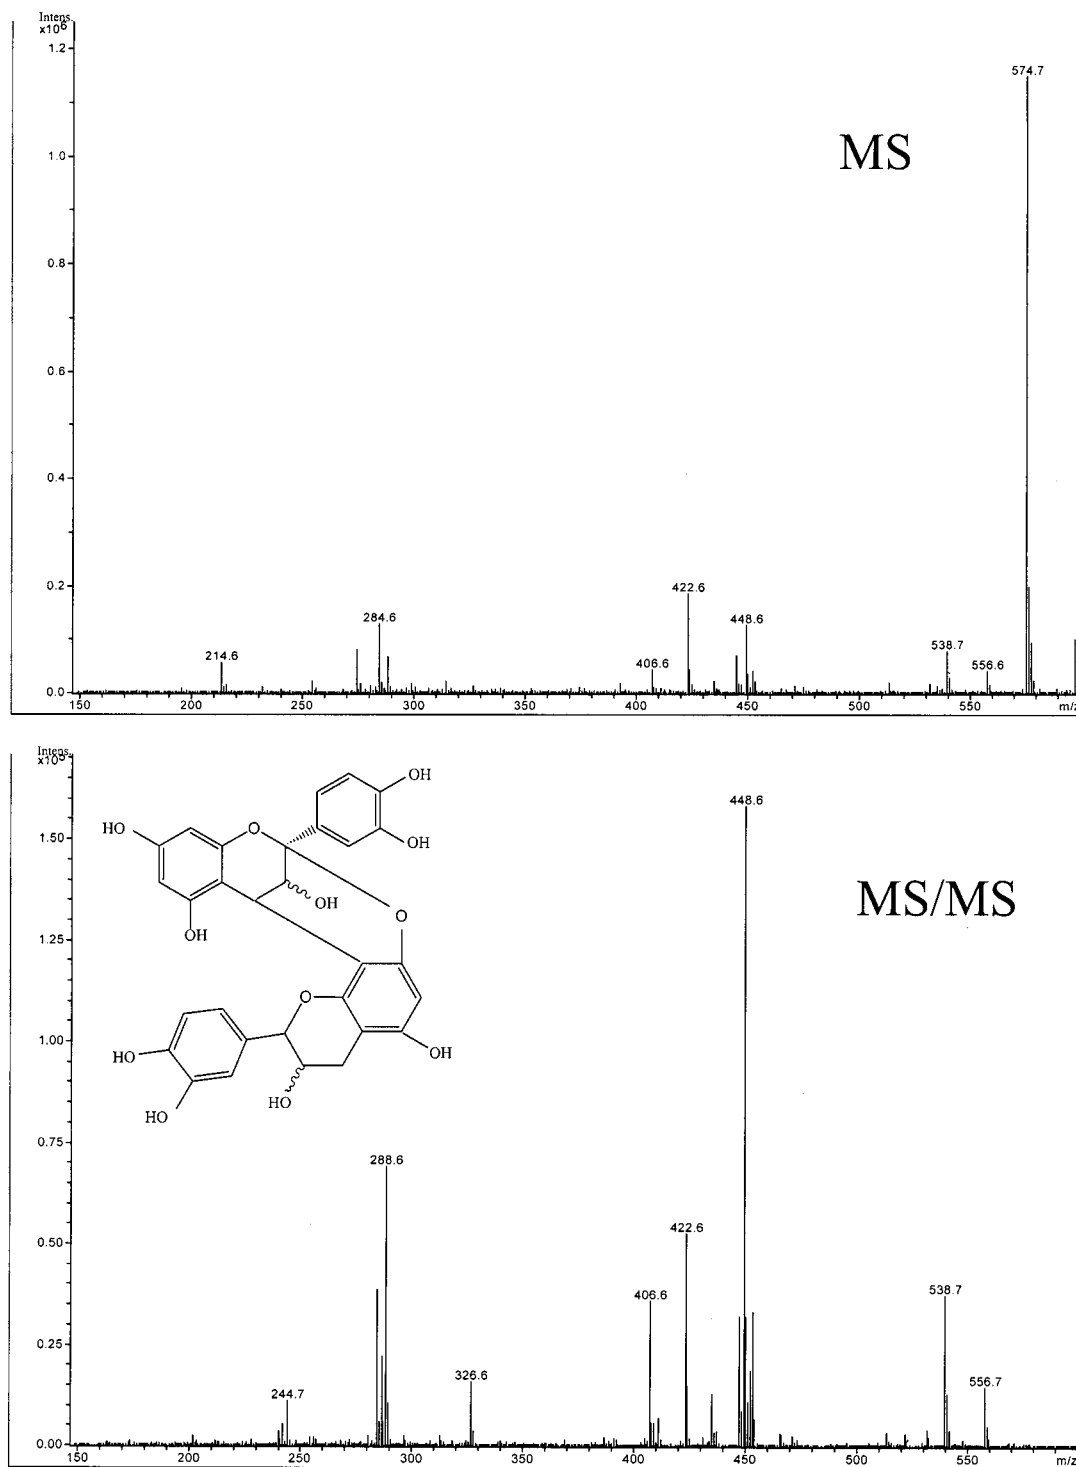 Intens.
x10⁶
1.2
574.7
MS
1.0
0.8
0.6
0.4
0.2
422.6
284.6
448.6
214.6
406.6
538.7
556.6
0.0
150 200 250 300 350 400 450 500 550 m/z
Intens.
x10⁵
448.6
OH
HO
O
OH
1.50
MS/MS
OH
O
OH
1.25
O
1.00
HO
OH
HO
HO
0.75
288.6
422.6
0.50
406.6
538.7
0.25
326.6
244.7
556.7
0.00
150 200 250 300 350 400 450 500 550 m/z